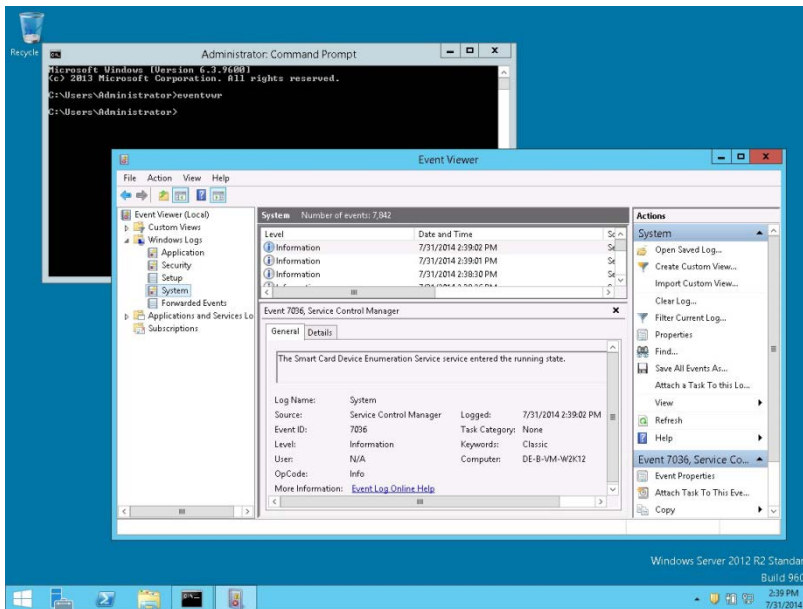 Recycle
Administrator: Command Prompt
Microsoft Windows [Version 6.3.9600]
(c) 2013 Microsoft Corporation. All rights reserved.
C:\Users\Administrator>eventvwr
C:\Users\Administrator>
Event Viewer
File Action View Help
Event Viewer (Local)
Custom Views
Windows Logs
Application
Security
Setup
System
Forwarded Events
Applications and Services Lo
Subscriptions
System Number of events: 7,842
Level Date and Time
Information 7/31/2014 2:39:02 PM Se
Information 7/31/2014 2:39:01 PM Se
Information 7/31/2014 2:38:30 PM Se
Event 7036, Service Control Manager
General Details
The Smart Card Device Enumeration Service service entered the running state.
Log Name: System
Source: Service Control Manager Logged: 7/31/2014 2:39:02 PM
Event ID: 7036 Task Category: None
Level: Information Keywords: Classic
User: N/A Computer: DE-B-VM-W2K12
OpCode: Info
More Information: Event Log Online Help
Actions
System
Open Saved Log...
Create Custom View...
Import Custom View...
Clear Log...
Filter Current Log...
Properties
Find...
Save All Events As...
Attach a Task To this Lo...
View
Refresh
Help
Event 7036, Service Co...
Event Properties
Attach Task To This Eve...
Copy
Windows Server 2012 R2 Standar
Build 960
2:39 PM
7/31/2014